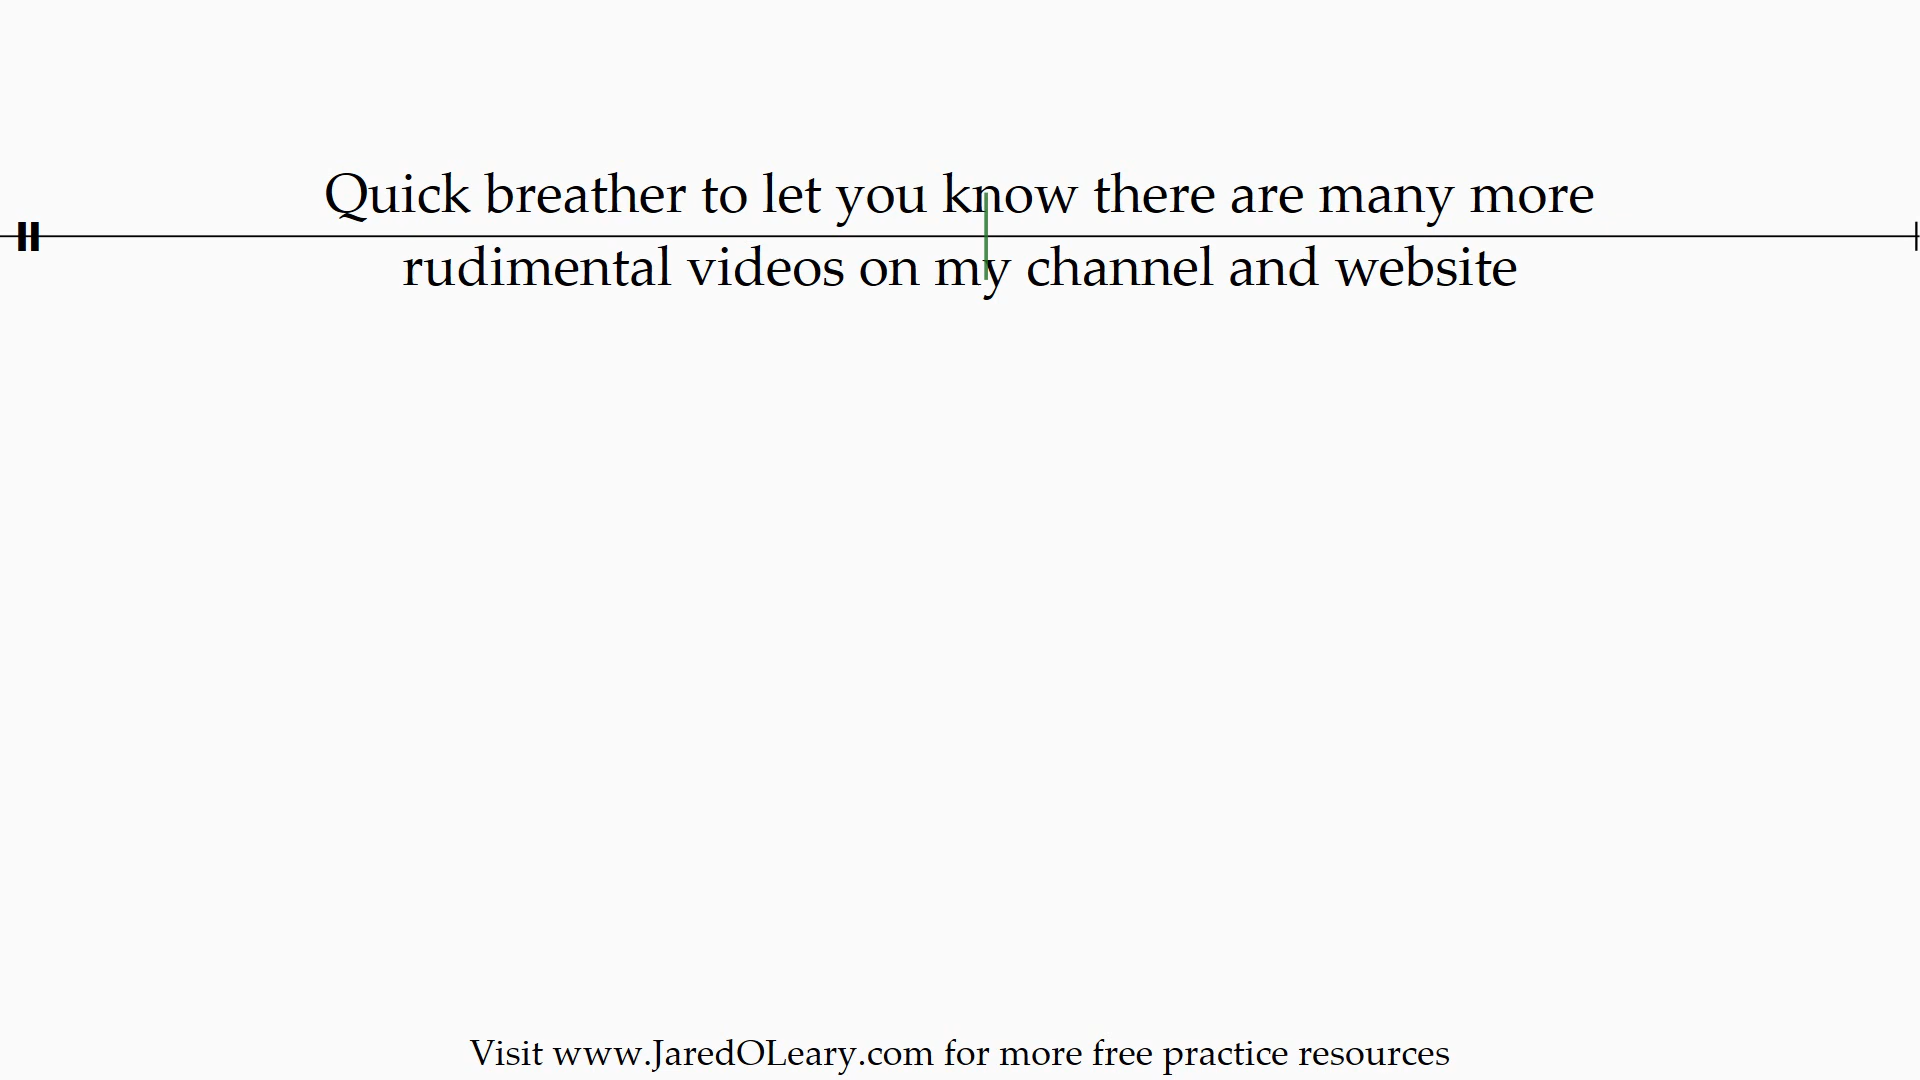 Quick breather to let you know there are many more
rudimental videos on my channel and website
Visit www.JaredOLeary.com for more free practice resources